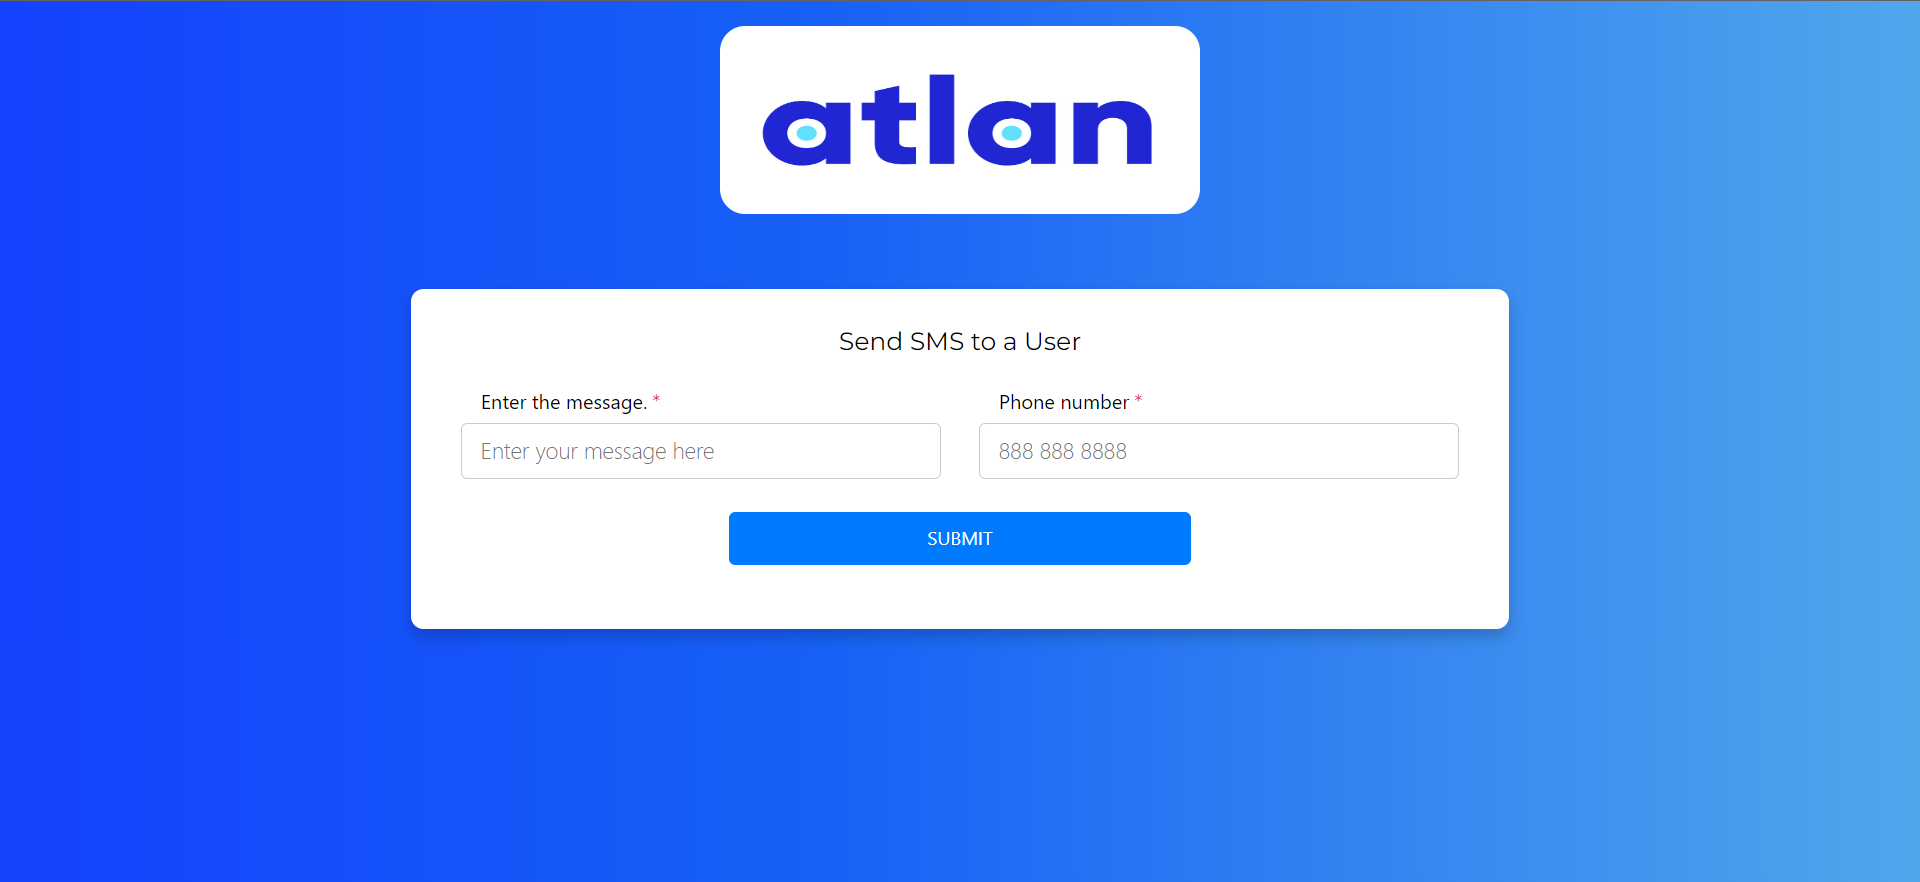 atlan
Send SMS to a User
Enter the message. *
Phone number *
Enter your message here
888 888 8888
SUBMIT